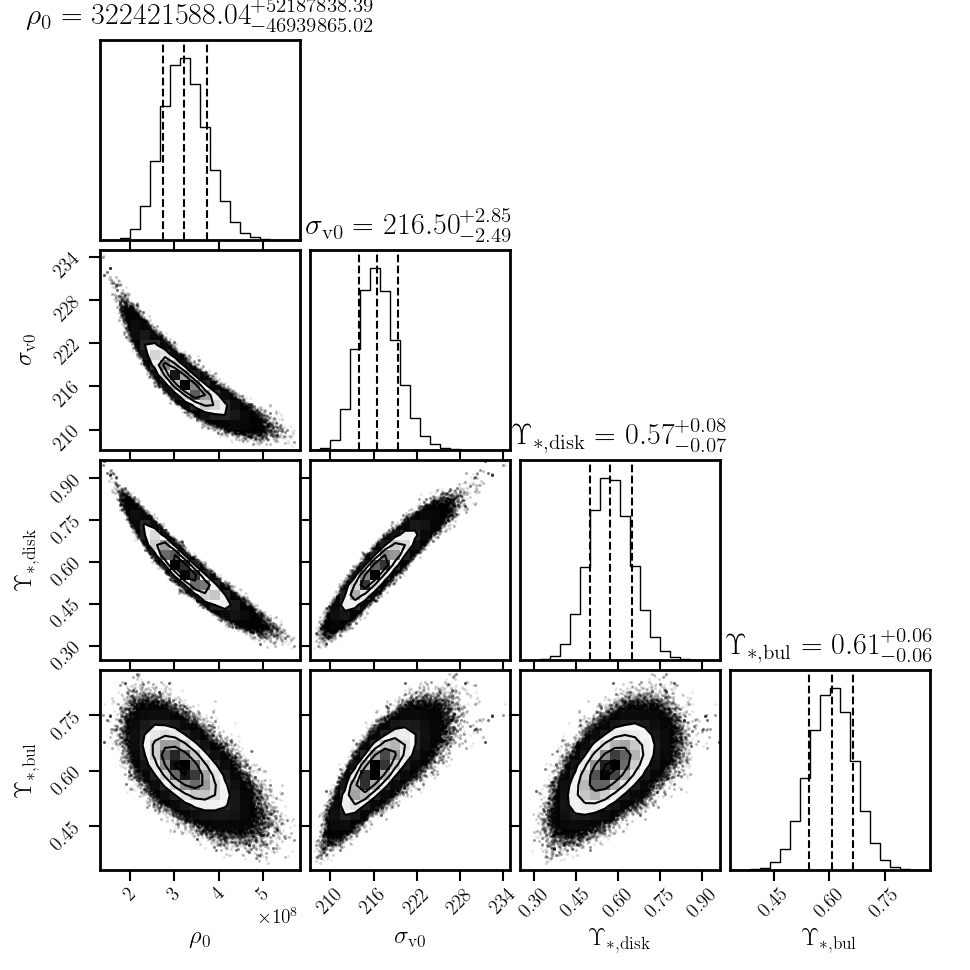 ρ₀ = 322421588.04⁺⁵²¹⁸⁷⁸³⁸·³⁹₋₄₆₉₃₉₈₆₅.₀₂
σᵥ₀ = 216.50 +2.85 −2.49
234
228
222
216
210
σᵥ₀
ϒ*,disk = 0.57 +0.08 −0.07
0.90
0.75
0.60
0.45
0.30
ϒ*,disk
ϒ*,bul = 0.61 +0.06 −0.06
0.75
0.60
0.45
ϒ*,bul
2 3 4 5 210 216 222 228 234 0.30 0.45 0.60 0.75 0.90 0.45 0.60 0.75
×10⁸
ρ₀ σᵥ₀ ϒ*,disk ϒ*,bul